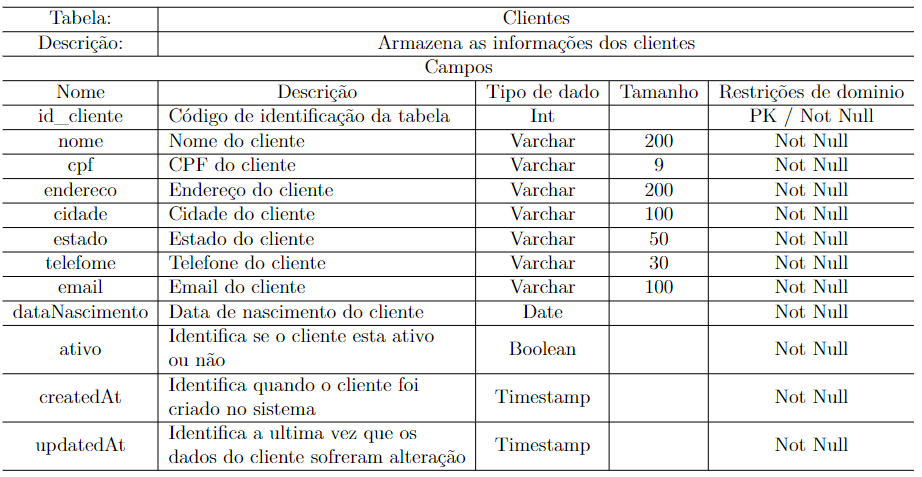 Tabela: Clientes
Descrição: Armazena as informações dos clientes
Campos
Nome Descrição Tipo de dado Tamanho Restrições de dominio
id_cliente Código de identificação da tabela Int PK / Not Null
nome Nome do cliente Varchar 200 Not Null
cpf CPF do cliente Varchar 9 Not Null
endereco Endereço do cliente Varchar 200 Not Null
cidade Cidade do cliente Varchar 100 Not Null
estado Estado do cliente Varchar 50 Not Null
telefome Telefone do cliente Varchar 30 Not Null
email Email do cliente Varchar 100 Not Null
dataNascimento Data de nascimento do cliente Date Not Null
ativo Identifica se o cliente esta ativo Boolean Not Null
ou não
createdAt Identifica quando o cliente foi Timestamp Not Null
criado no sistema
updatedAt Identifica a ultima vez que os Timestamp Not Null
dados do cliente sofreram alteração